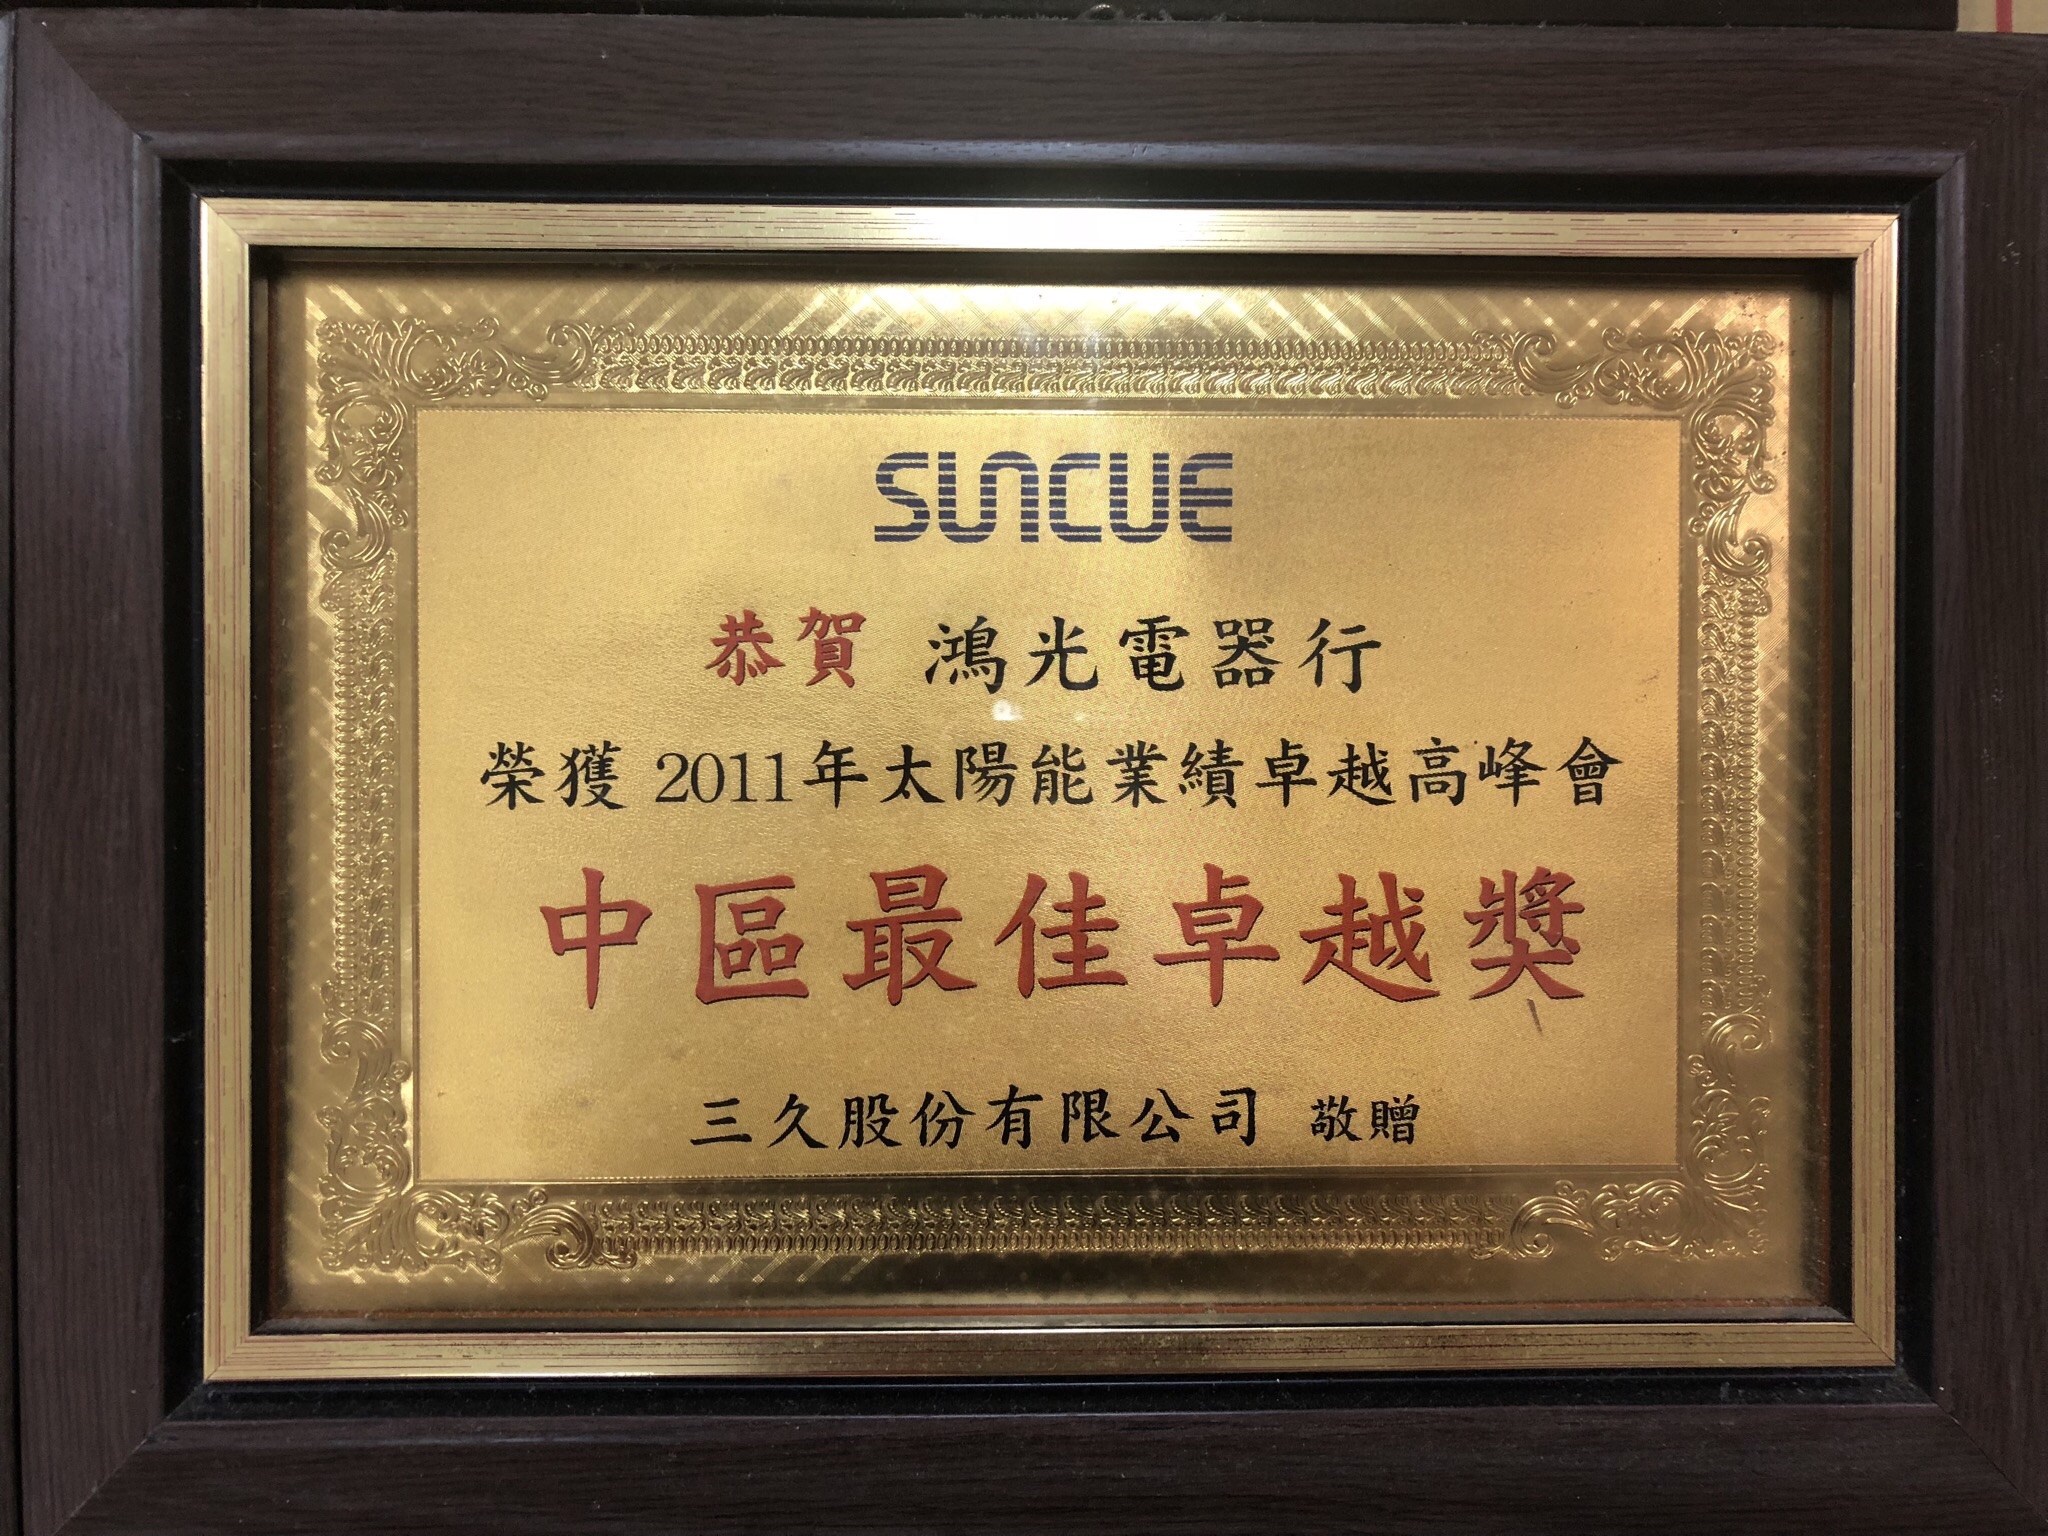 SUNCUE
恭賀 鴻光電器行
榮獲 2011年太陽能業績卓越高峰會
中區最佳卓越獎
三久股份有限公司 敬贈